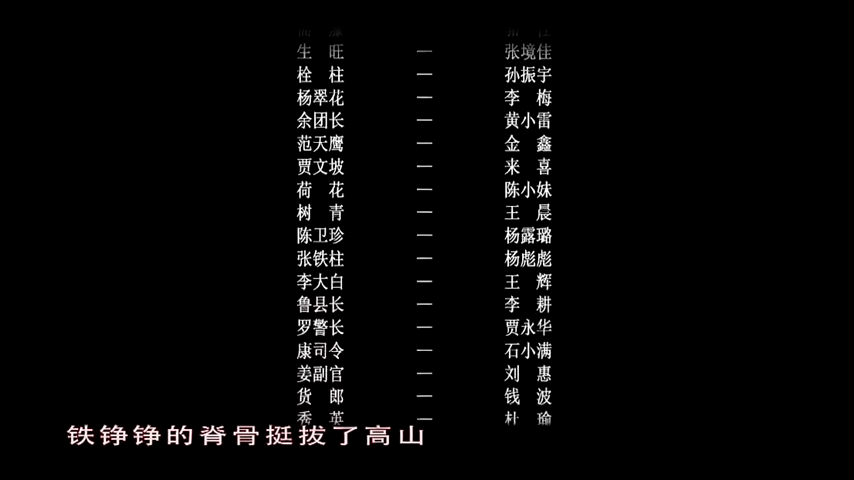 生旺 — 张境佳
栓柱 — 孙振宇
杨翠花 — 李梅
余团长 — 黄小雷
范天鹰 — 金鑫
贾文坡 — 来喜
荷花 — 陈小妹
树青 — 王晨
陈卫珍 — 杨露璐
张铁柱 — 杨彪彪
李大白 — 王辉
鲁县长 — 李耕
罗警长 — 贾永华
康司令 — 石小满
姜副官 — 刘惠
货郎 — 钱波
秀英 — 杜瑜
铁铮铮的脊骨挺拔了高山